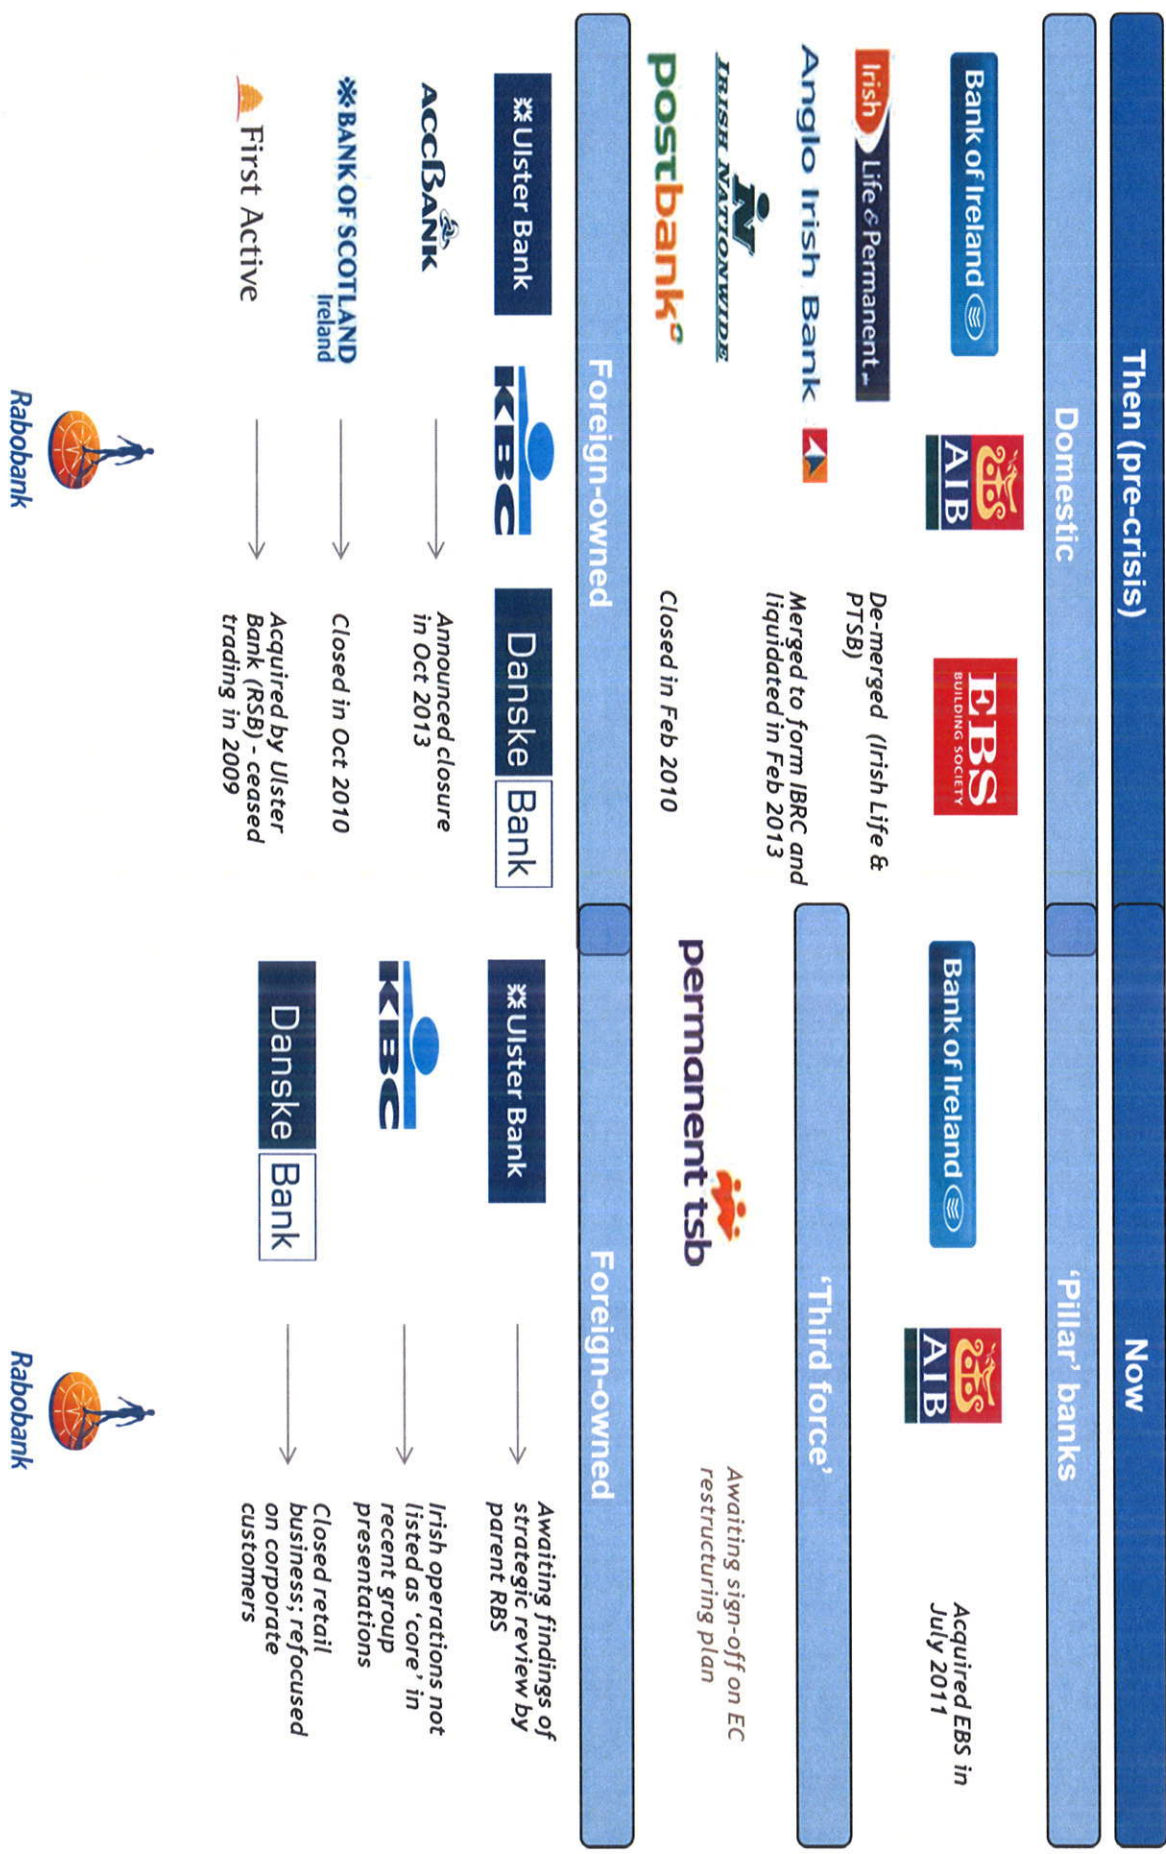 Then (pre-crisis)
Domestic
Bank of Ireland
AIB
EBS
BUILDING SOCIETY
Irish Life & Permanent plc
De-merged (Irish Life &
PTSB)
Anglo Irish Bank
IRISH NATIONWIDE
Merged to form IBRC and
liquidated in Feb 2013
postbank
Closed in Feb 2010
Foreign-owned
Ulster Bank
KBC
Danske Bank
ACCBANK
Announced closure
in Oct 2013
BANK OF SCOTLAND
Ireland
Closed in Oct 2010
First Active
Acquired by Ulster
Bank (RSB) - ceased
trading in 2009
Rabobank
Now
'Pillar' banks
Bank of Ireland
AIB
Acquired EBS in
July 2011
'Third force'
permanent tsb
Awaiting sign-off on EC
restructuring plan
Foreign-owned
Ulster Bank
Awaiting findings of
strategic review by
parent RBS
KBC
Irish operations not
listed as 'core' in
recent group
presentations
Danske Bank
Closed retail
business; refocused
on corporate
customers
Rabobank